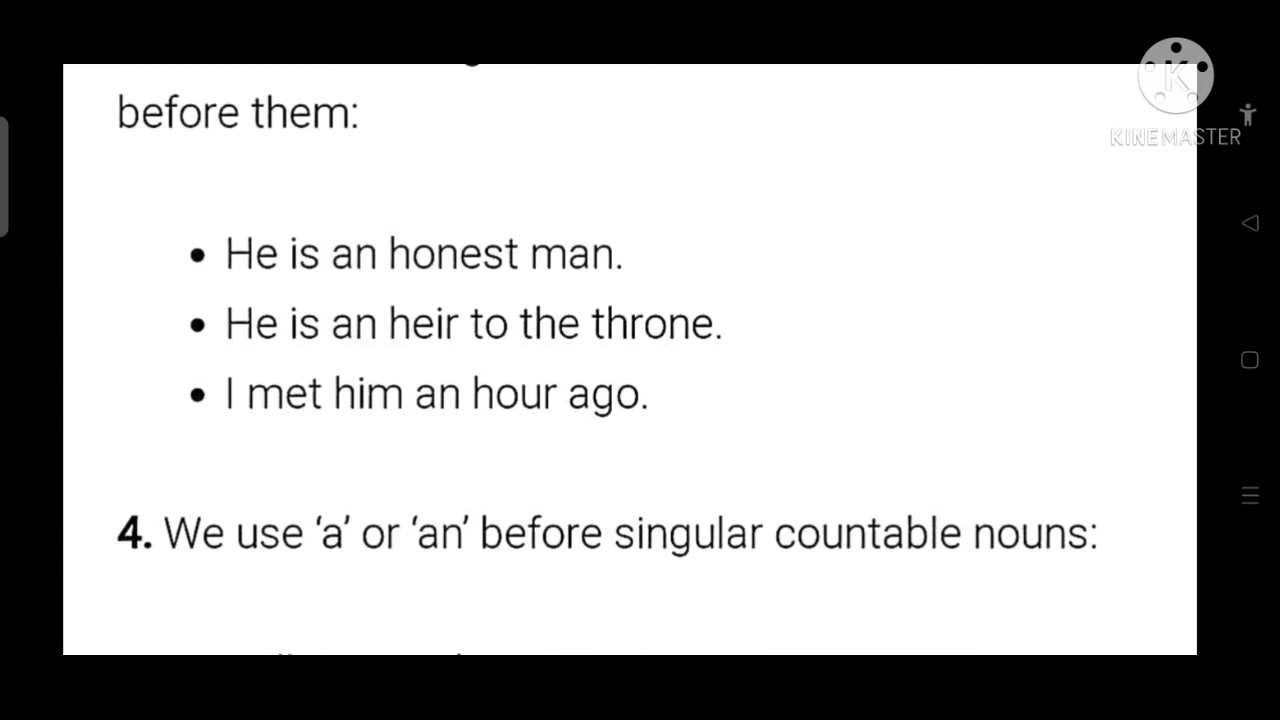 before them:
KINEMASTER
• He is an honest man.
• He is an heir to the throne.
• I met him an hour ago.
4. We use ‘a’ or ‘an’ before singular countable nouns: